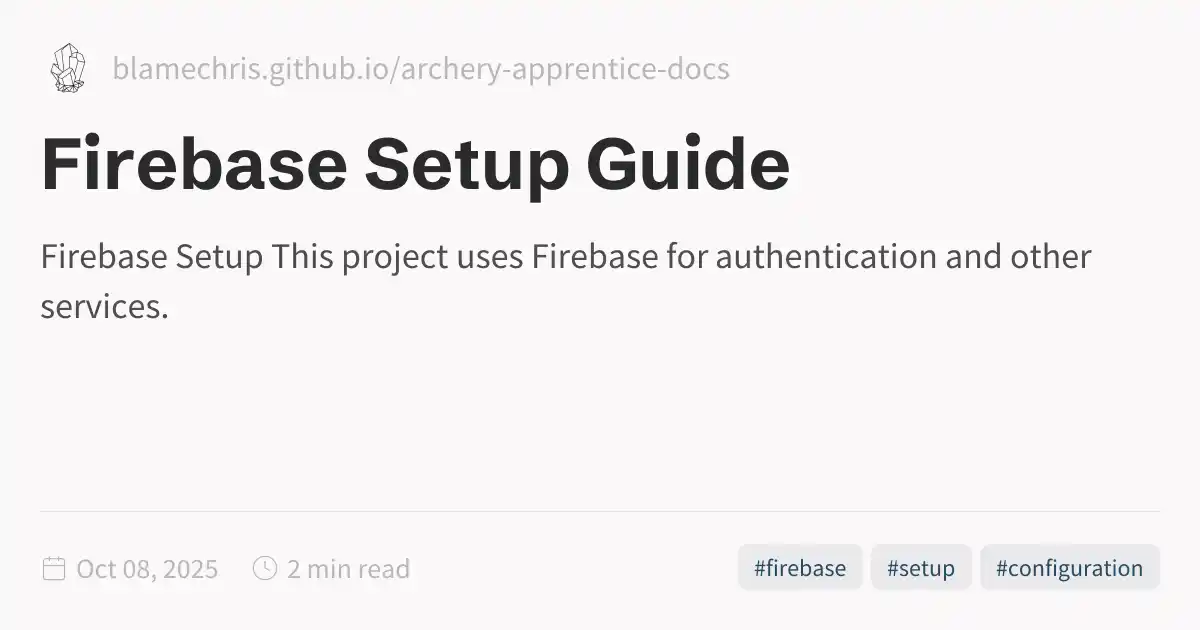 blamechris.github.io/archery-apprentice-docs
Firebase Setup Guide
Firebase Setup This project uses Firebase for authentication and other
services.
Oct 08, 2025 2 min read #firebase #setup #configuration